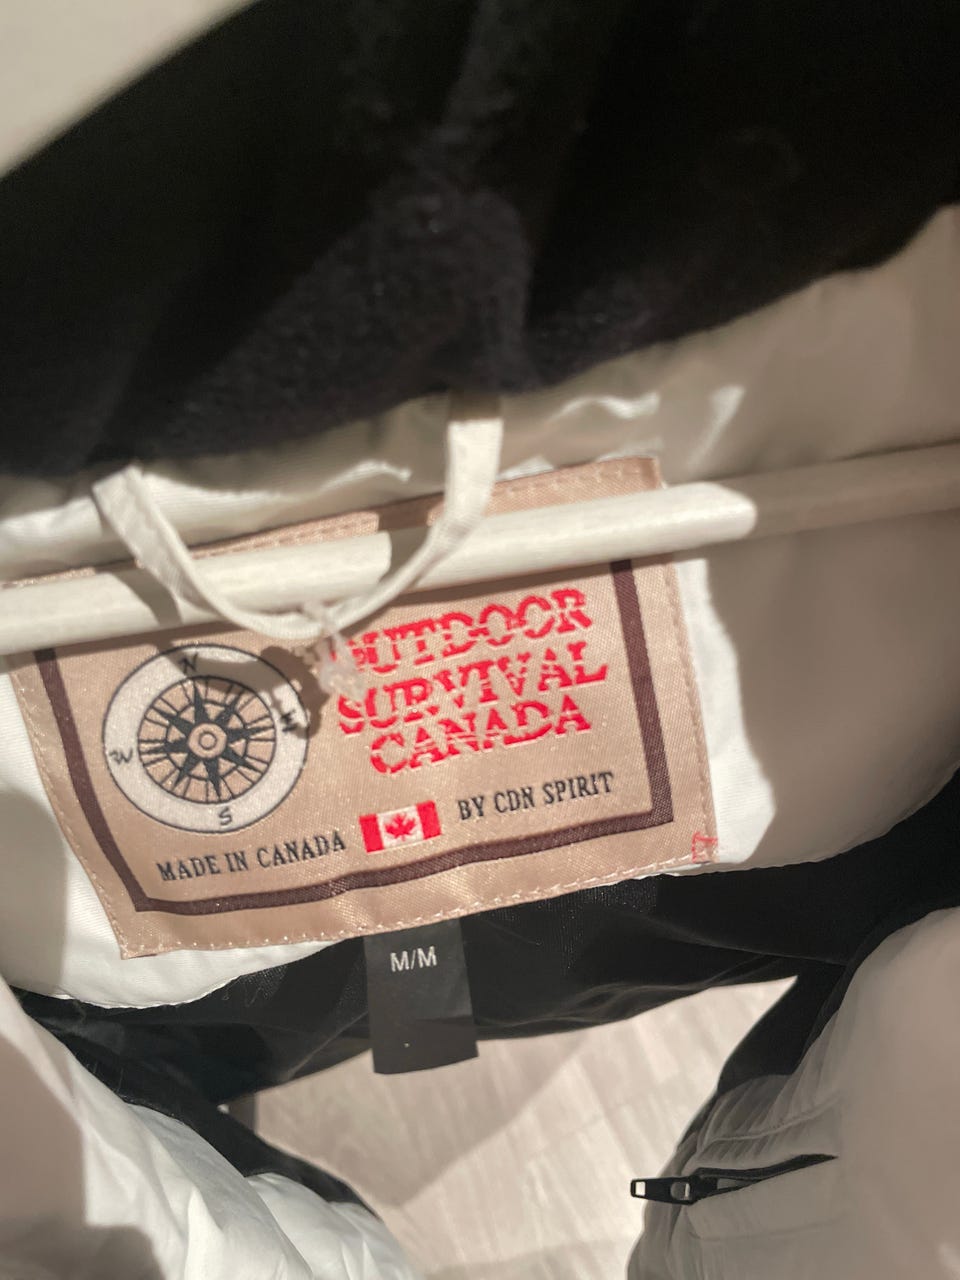 N
W
E
S
OUTDOOR
SURVIVAL
CANADA
MADE IN CANADA
BY CDN SPIRIT
M/M